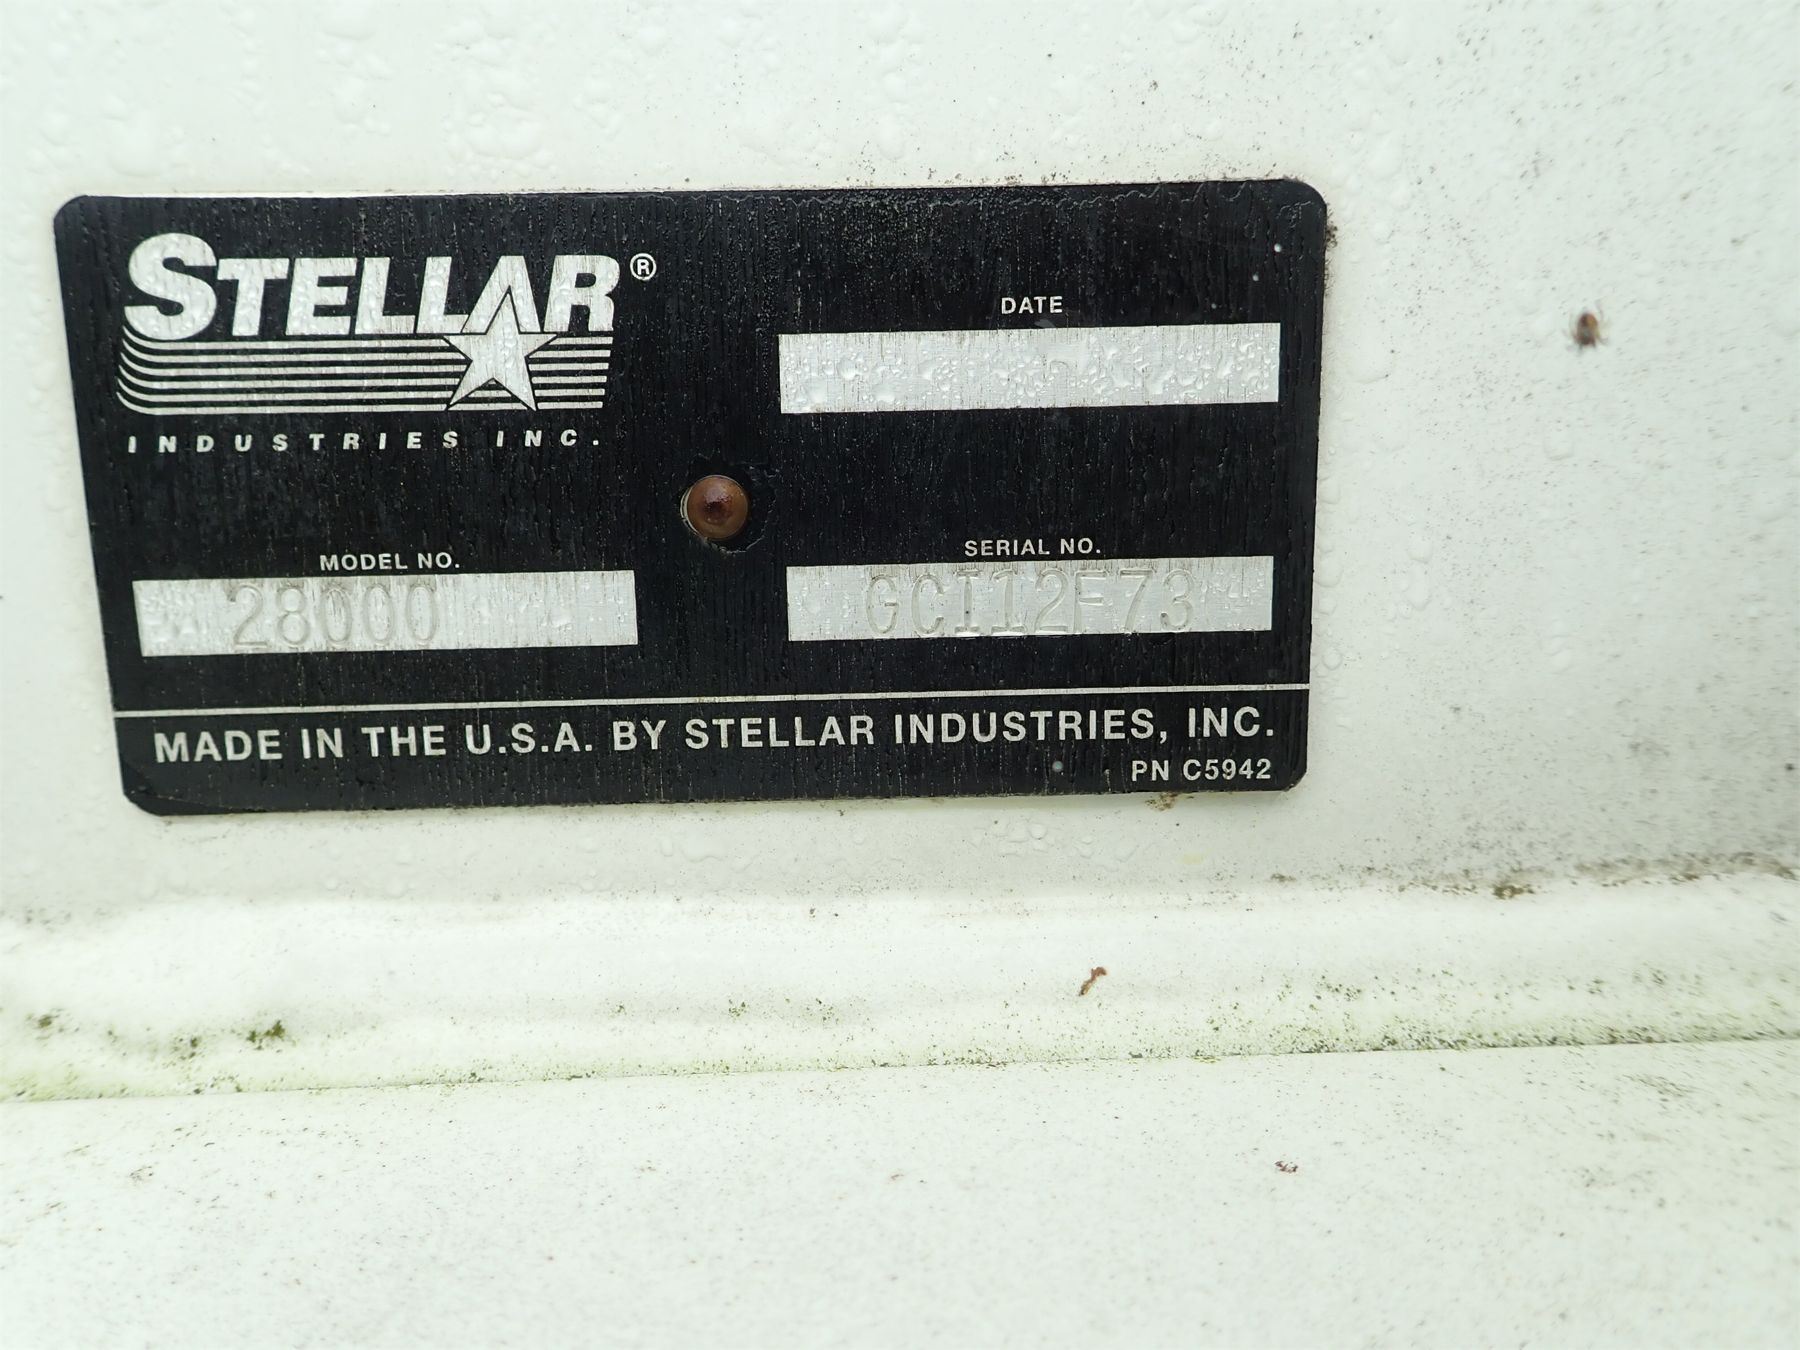 STELLAR®
INDUSTRIES INC.
DATE
MODEL NO.
28000
SERIAL NO.
GCI12F73
MADE IN THE U.S.A. BY STELLAR INDUSTRIES, INC.
PN C5942